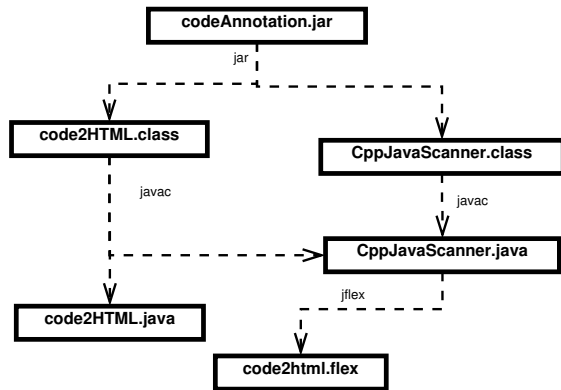 codeAnnotation.jar
jar
code2HTML.class
CppJavaScanner.class
javac
javac
CppJavaScanner.java
jflex
code2HTML.java
code2html.flex